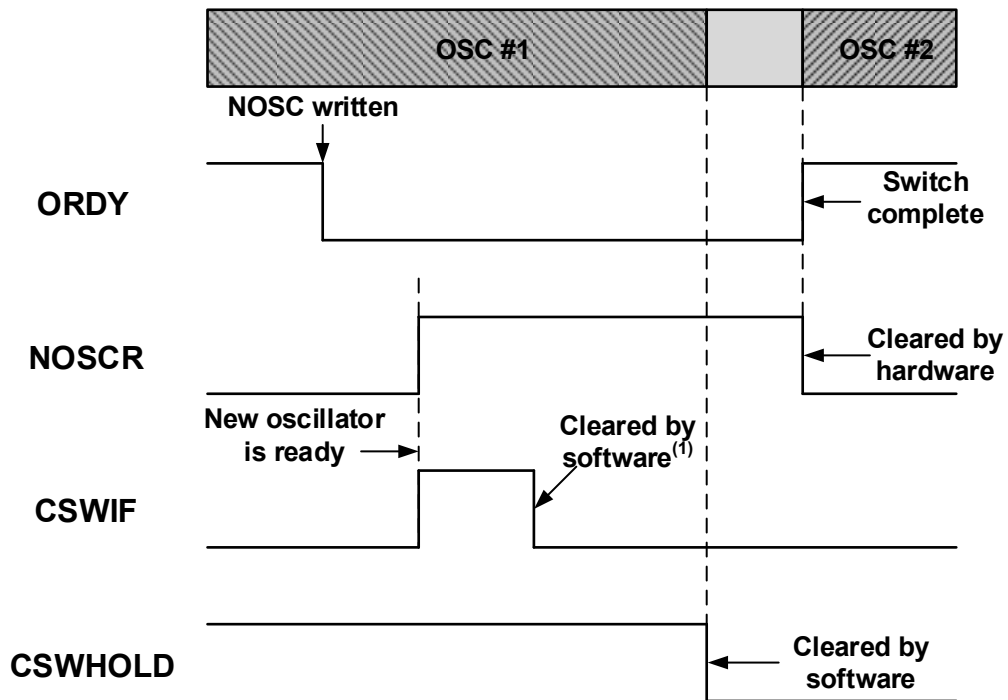 OSC #1
OSC #2
NOSC written
ORDY
Switch
complete
NOSCR
Cleared by
hardware
New oscillator
is ready
Cleared by
software(1)
CSWIF
CSWHOLD
Cleared by
software